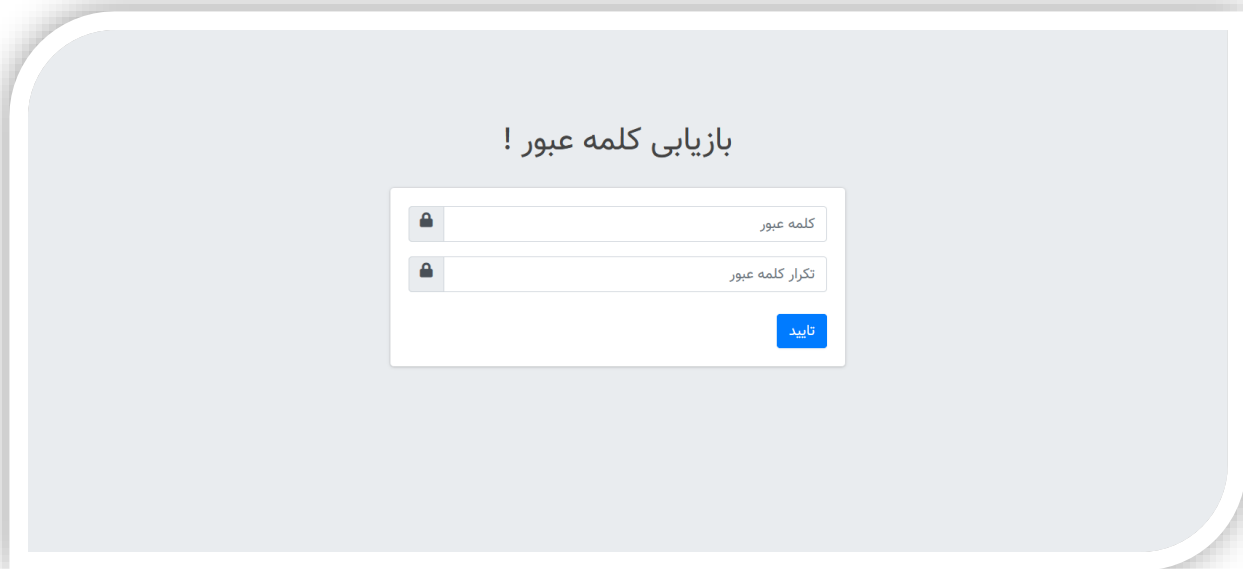 بازیابی کلمه عبور !
کلمه عبور
تکرار کلمه عبور
تایید